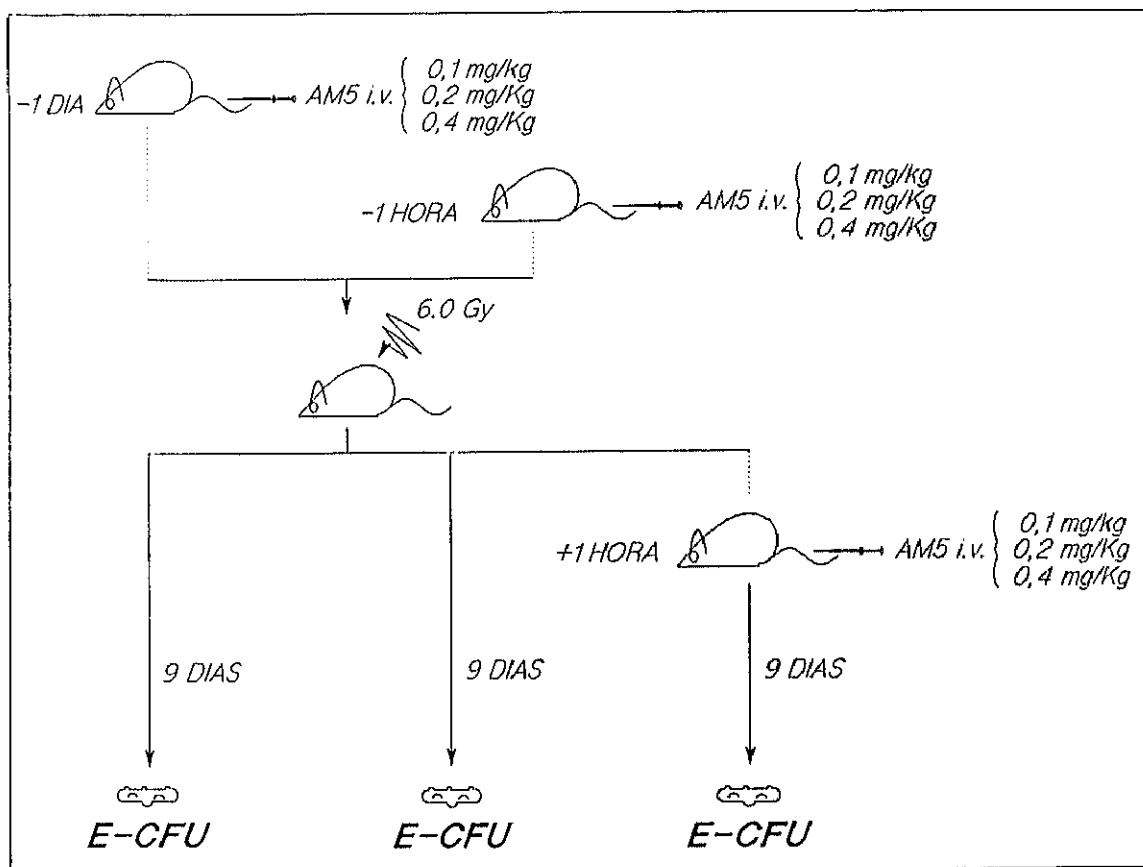 -1 DIA
AM5 i.v.
0,1 mg/kg
0,2 mg/Kg
0,4 mg/Kg
-1 HORA
AM5 i.v.
0,1 mg/kg
0,2 mg/Kg
0,4 mg/Kg
6.0 Gy
+1 HORA
AM5 i.v.
0,1 mg/kg
0,2 mg/Kg
0,4 mg/Kg
9 DIAS
9 DIAS
9 DIAS
E-CFU
E-CFU
E-CFU